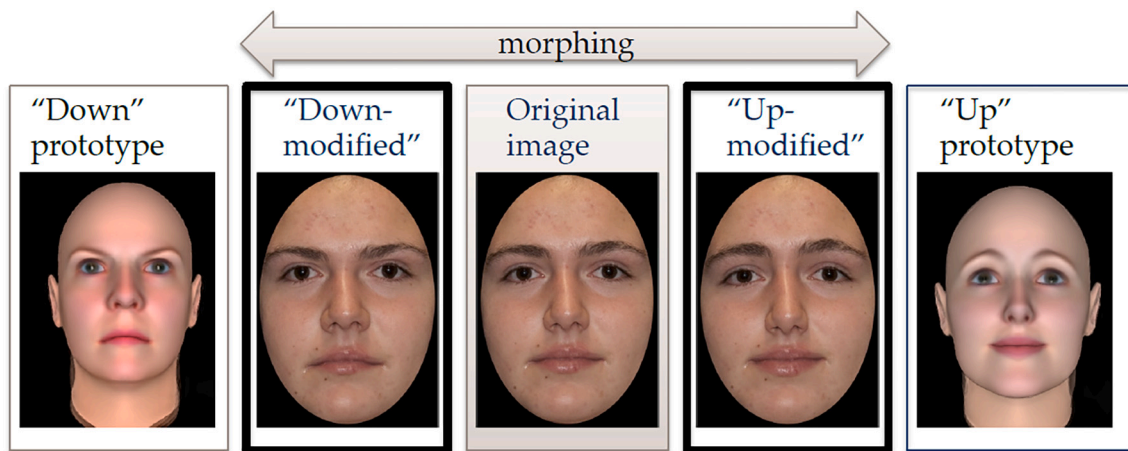 morphing
“Down”
prototype
“Down-
modified”
Original
image
“Up-
modified”
“Up”
prototype